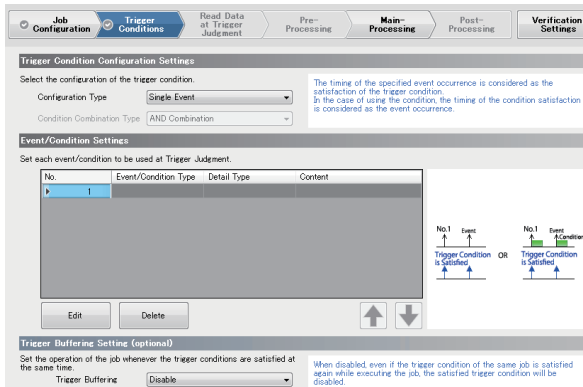 Job Configuration
Trigger Conditions
Read Data at Trigger Judgment
Pre-Processing
Main-Processing
Post-Processing
Verification Settings
Trigger Condition Configuration Settings
Select the configuration of the trigger condition.
Configuration Type Single Event
Condition Combination Type AND Combination
The timing of the specified event occurrence is considered as the
satisfaction of the trigger condition.
In the case of using the condition, the timing of the condition satisfaction
is considered as the event occurrence.
Event/Condition Settings
Set each event/condition to be used at Trigger Judgment.
No. Event/Condition Type Detail Type Content
1
No.1 Event
Trigger Condition
is Satisfied
OR
No.1 Event
Condition
Trigger Condition
is Satisfied
Edit Delete
Trigger Buffering Setting (optional)
Set the operation of the job whenever the trigger conditions are satisfied at
the same time.
Trigger Buffering Disable
When disabled, even if the trigger condition of the same job is satisfied
again while executing the job, the satisfied trigger condition will be
disabled.